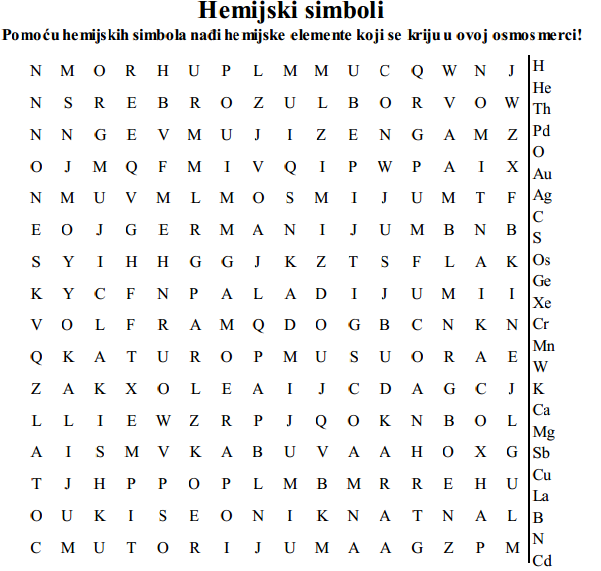 Hemijski simboli
Pomoću hemijskih simbola nađi hemijske elemente koji se kriju u ovoj osmosmerci!
N M O R H U P L M M U C Q W N J
N S R E B R O Z U L B O R V O W
N N G E V M U J I Z E N G A M Z
O J M Q F M I V Q I P W P A I X
N M U V M L M O S M I J U M T F
E O J G E R M A N I J U M B N B
S Y I H H G G J K Z T S F L A K
K Y C F N P A L A D I J U M I I
V O L F R A M Q D O G B C N K N
Q K A T U R O P M U S U O R A E
Z A K X O L E A I J C D A G C J
L L I E W Z R P J Q O K N B O L
A I S M V K A B U V A A H O X G
T J H P P O P L M B M R R E H U
O U K I S E O N I K N A T N A L
C M U T O R I J U M A A G Z P M
H
He
Th
Pd
O
Au
Ag
C
S
Os
Ge
Xe
Cr
Mn
W
K
Ca
Mg
Sb
Cu
La
B
N
Cd